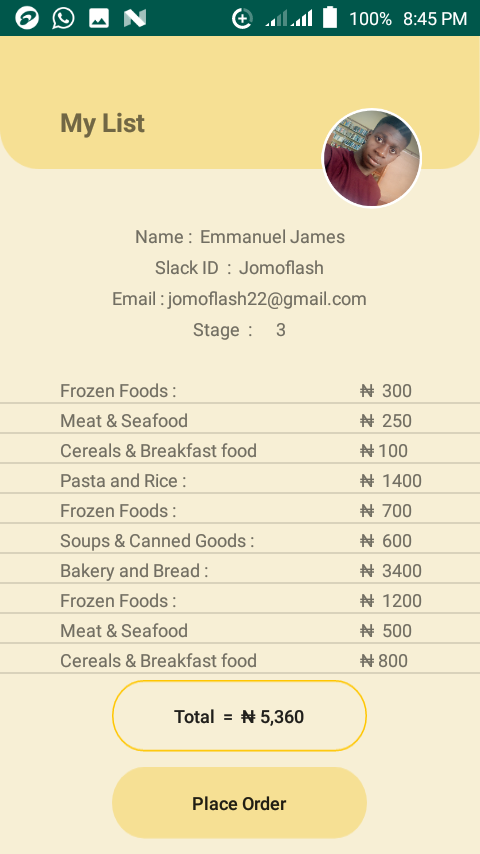 100% 8:45 PM
My List
Name : Emmanuel James
Slack ID : Jomoflash
Email : jomoflash22@gmail.com
Stage : 3
Frozen Foods : ₦ 300
Meat & Seafood ₦ 250
Cereals & Breakfast food ₦ 100
Pasta and Rice : ₦ 1400
Frozen Foods : ₦ 700
Soups & Canned Goods : ₦ 600
Bakery and Bread : ₦ 3400
Frozen Foods : ₦ 1200
Meat & Seafood ₦ 500
Cereals & Breakfast food ₦ 800
Total = ₦ 5,360
Place Order